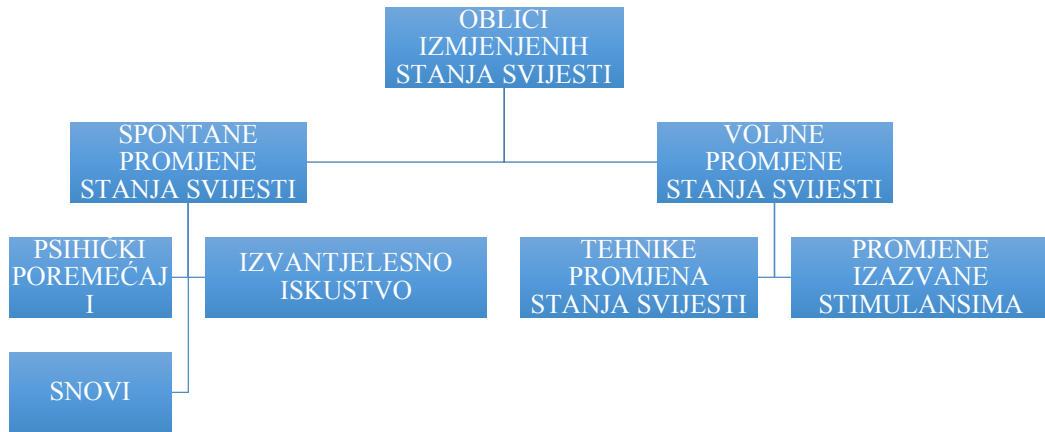 OBLICI
IZMJENJENIH
STANJA SVIJESTI
SPONTANE
PROMJENE
STANJA SVIJESTI
VOLJNE
PROMJENE
STANJA SVIJESTI
PSIHIČKI
POREMEĆAJ
I
IZVANTJELESNO
ISKUSTVO
TEHNIKE
PROMJENA
STANJA SVIJESTI
PROMJENE
IZAZVANE
STIMULANSIMA
SNOVI